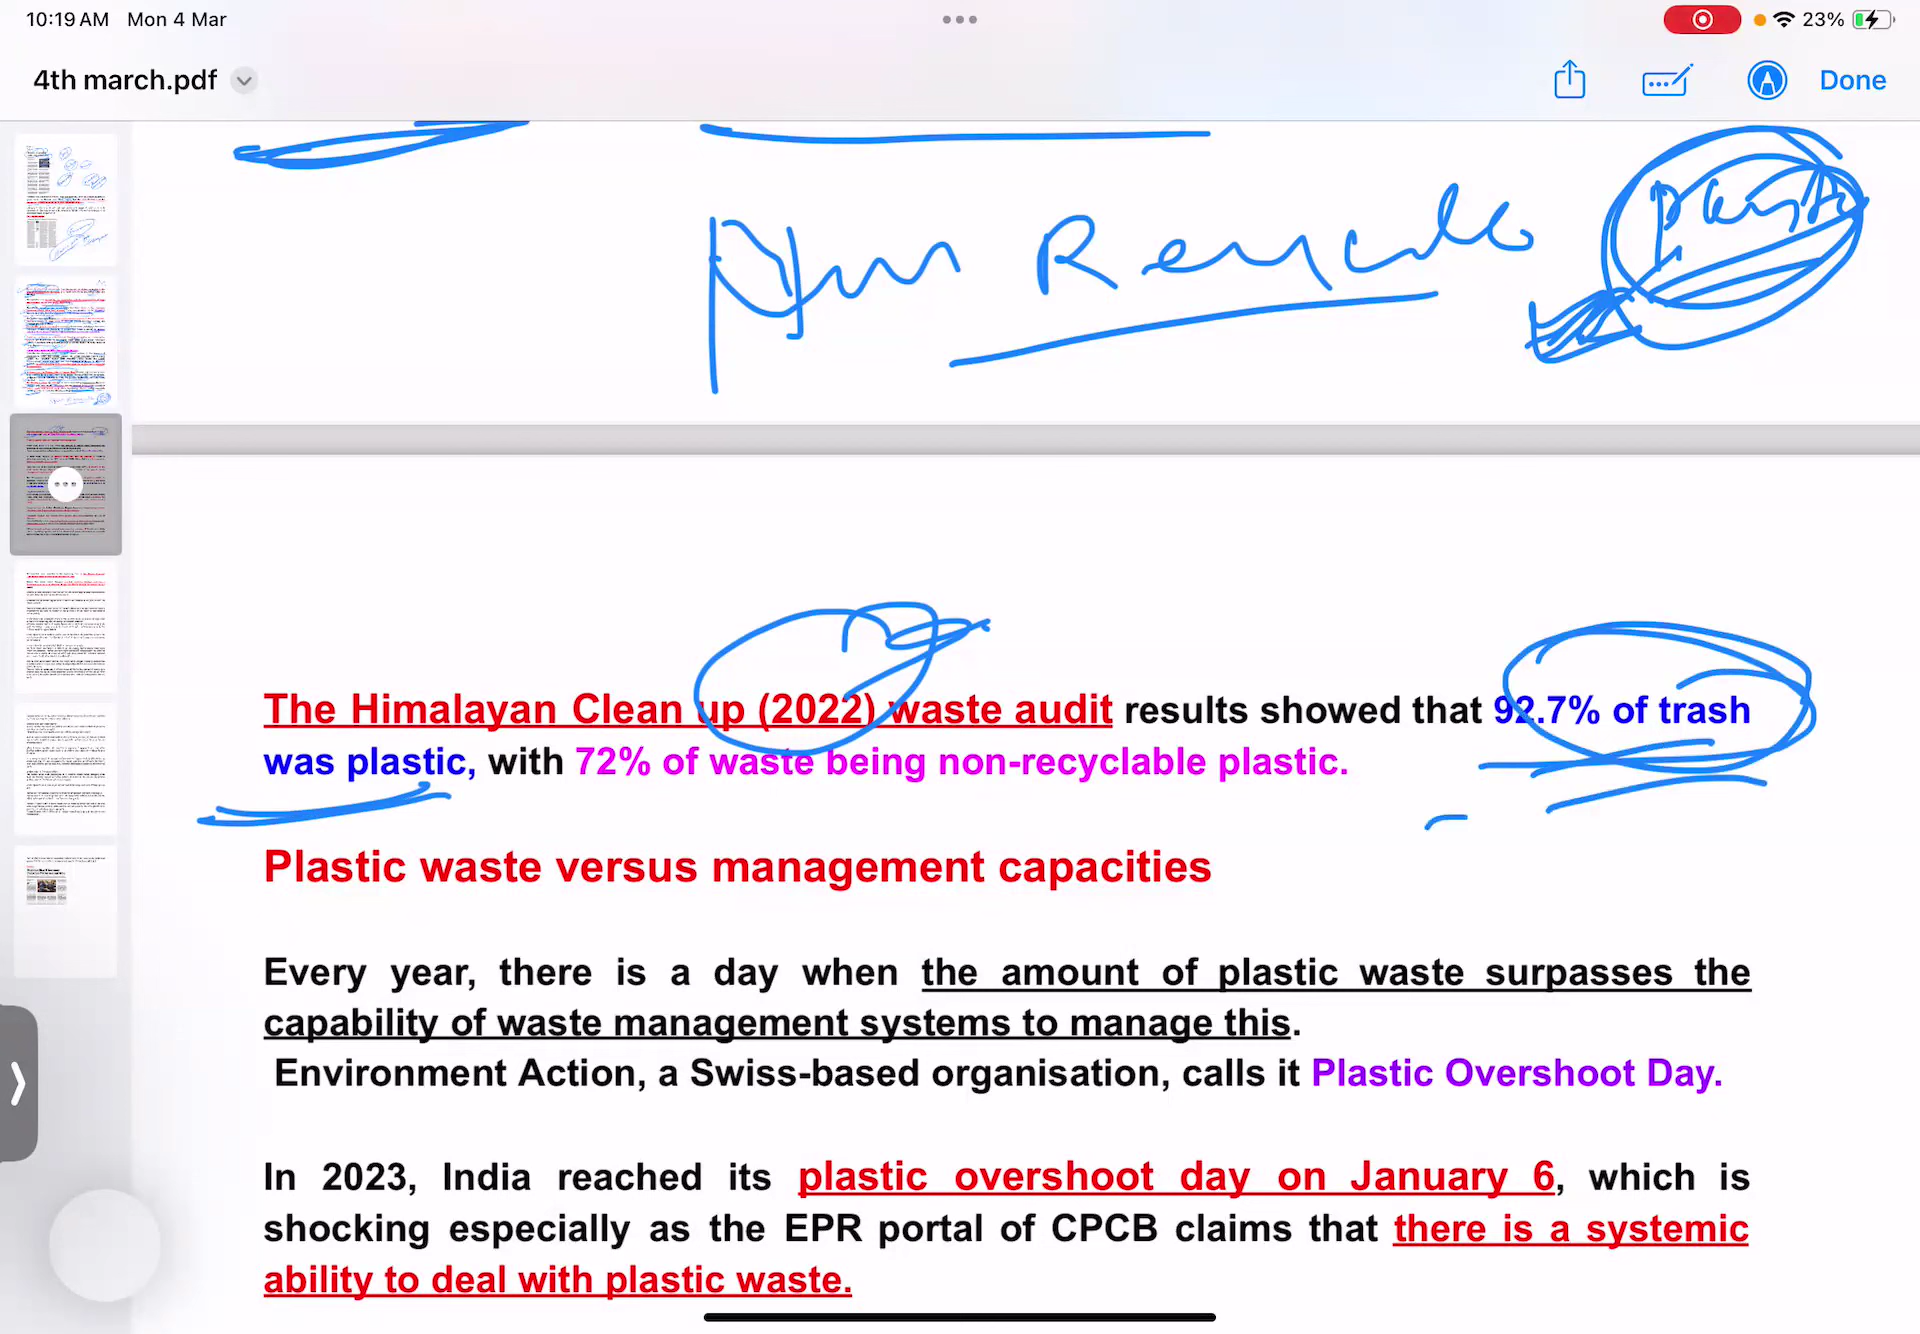 10:19 AM Mon 4 Mar
23%
4th march.pdf
Done
The Himalayan Clean up (2022) waste audit results showed that 92.7% of trash
was plastic, with 72% of waste being non-recyclable plastic.
Plastic waste versus management capacities
Every year, there is a day when the amount of plastic waste surpasses the
capability of waste management systems to manage this.
Environment Action, a Swiss-based organisation, calls it Plastic Overshoot Day.
In 2023, India reached its plastic overshoot day on January 6, which is
shocking especially as the EPR portal of CPCB claims that there is a systemic
ability to deal with plastic waste.